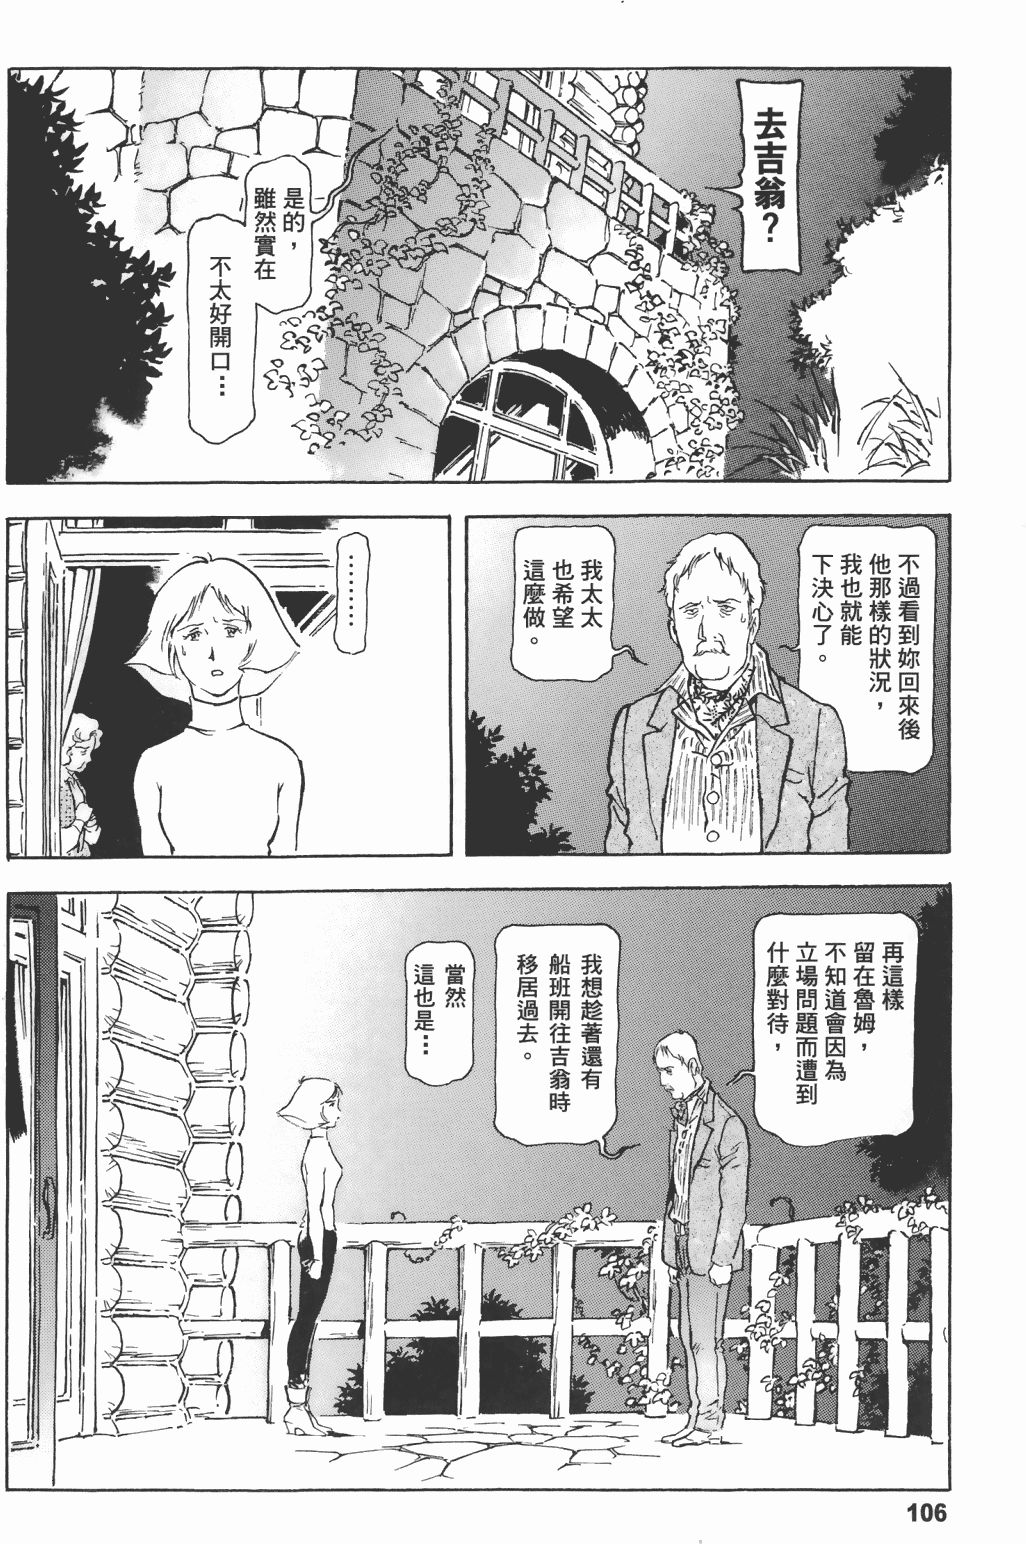 去吉翁?
是的,
雖然實在
不太好開口…
不過看到妳回來後
他那樣的狀況,
我也就能
下決心了。
我太太
也希望
這麼做。
………
再這樣
留在魯姆,
不知道會因為
立場問題而遭到
什麼對待,
我想趁著還有
船班開往吉翁時
移居過去。
當然
這也是…
106